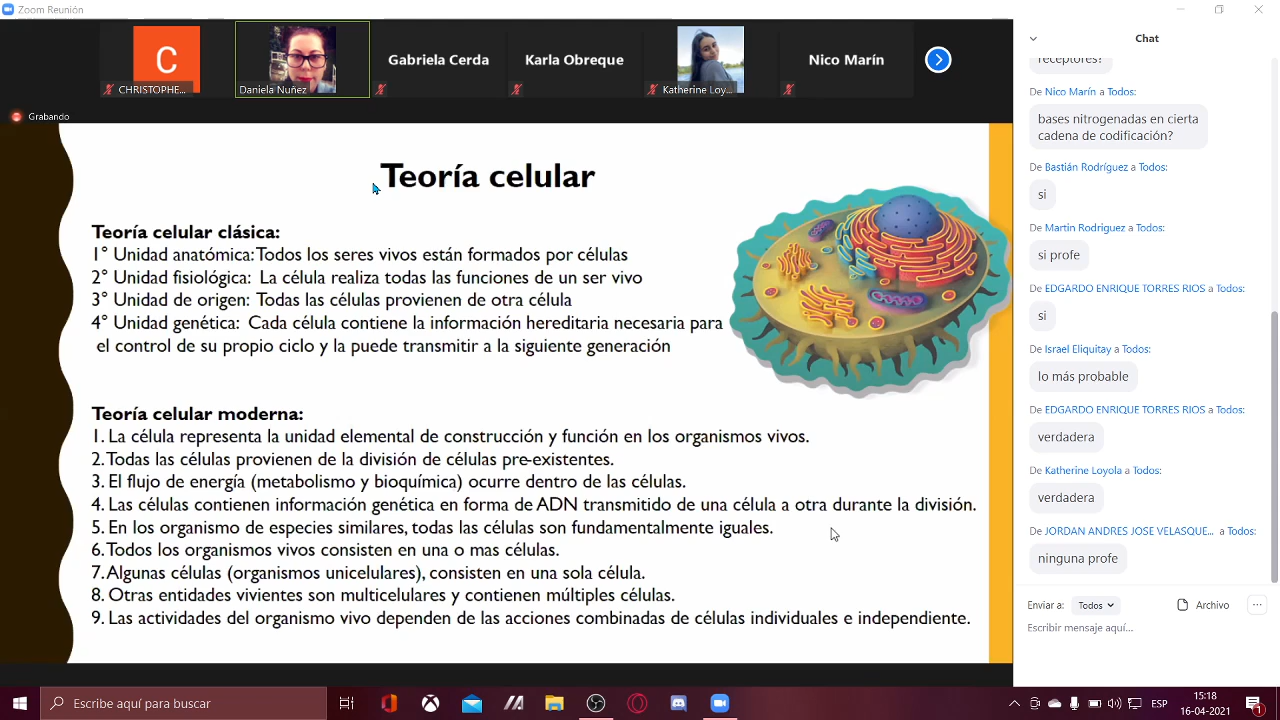 Zoom Reunión
C
CHRISTOPHE...
Daniela Nuñez
Gabriela Cerda
Karla Obreque
Katherine Loy...
Nico Marín
Grabando
Teoría celular
Teoría celular clásica:
1° Unidad anatómica: Todos los seres vivos están formados por células
2° Unidad fisiológica: La célula realiza todas las funciones de un ser vivo
3° Unidad de origen: Todas las células provienen de otra célula
4° Unidad genética: Cada célula contiene la información hereditaria necesaria para
el control de su propio ciclo y la puede transmitir a la siguiente generación
Teoría celular moderna:
1. La célula representa la unidad elemental de construcción y función en los organismos vivos.
2. Todas las células provienen de la división de células pre-existentes.
3. El flujo de energía (metabolismo y bioquímica) ocurre dentro de las células.
4. Las células contienen información genética en forma de ADN transmitido de una célula a otra durante la división.
5. En los organismo de especies similares, todas las células son fundamentalmente iguales.
6. Todos los organismos vivos consisten en una o mas células.
7. Algunas células (organismos unicelulares), consisten en una sola célula.
8. Otras entidades vivientes son multicelulares y contienen múltiples células.
9. Las actividades del organismo vivo dependen de las acciones combinadas de células individuales e independiente.
Chat
receptores?
De Nico Marín a Todos:
bases nitrogenadas en cierta
cadena de codificación?
De Bastián Rodríguez a Todos:
si
De Martin Rodriguez a Todos:
si profe
De EDGARDO ENRIQUE TORRES RIOS a Todos:
si
De Israel Eliquitay a Todos:
lo más probable
De EDGARDO ENRIQUE TORRES RIOS a Todos:
verdadera
De Katherine Loyola a Todos:
verdadera
De JORDAN ANDRES JOSE VELASQUE... a Todos:
ninguna profe
Enviar a: Todos Archivo ...
Escribir mensaje aquí...
Escribe aquí para buscar
ESP
15:18
16-04-2021
1